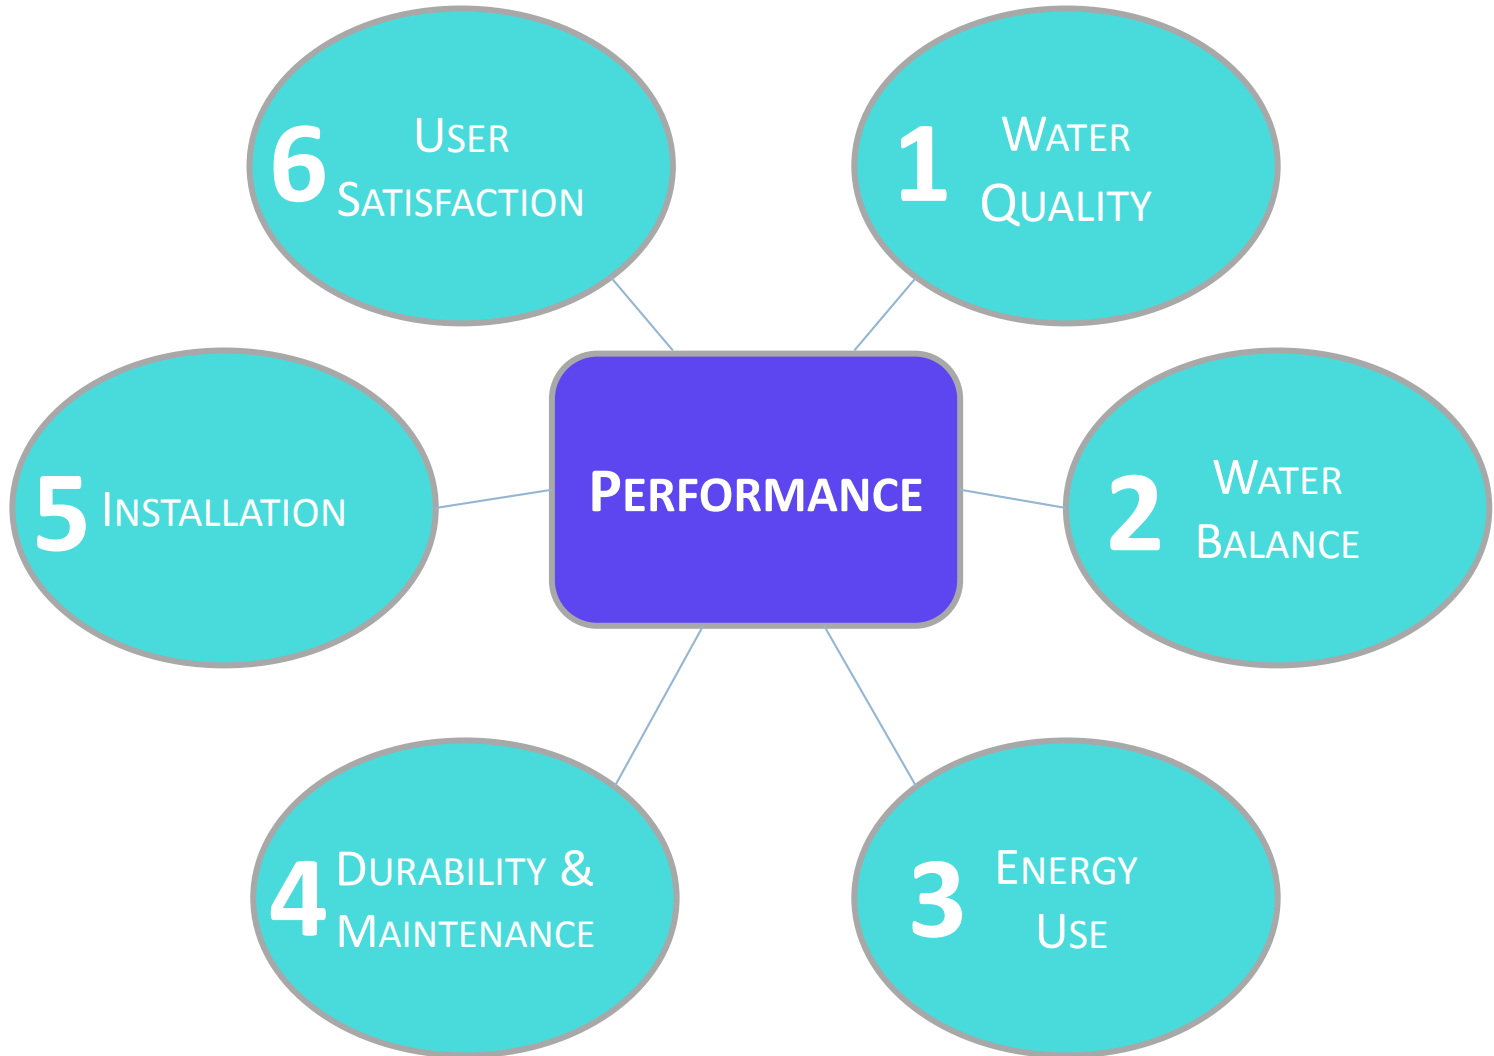 1 WATER
QUALITY
2 WATER
BALANCE
3 ENERGY
USE
4 DURABILITY &
MAINTENANCE
5 INSTALLATION
6 USER
SATISFACTION
PERFORMANCE